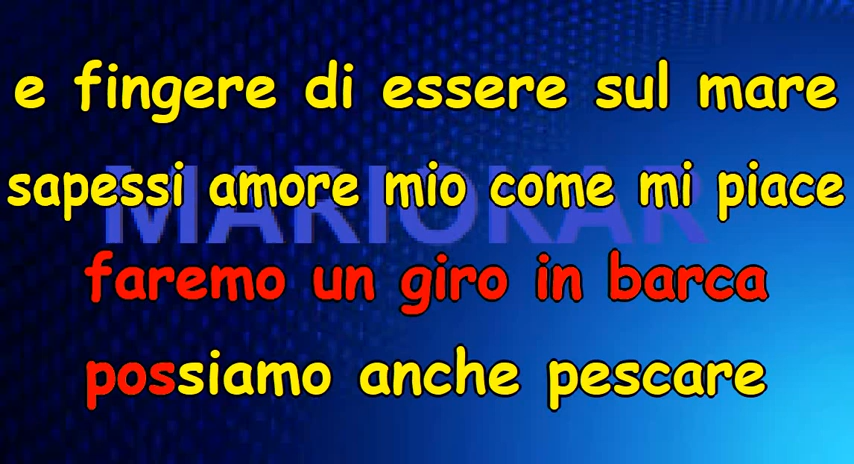 e fingere di essere sul mare
MARIOKAR
sapessi amore mio come mi piace
faremo un giro in barca
possiamo anche pescare